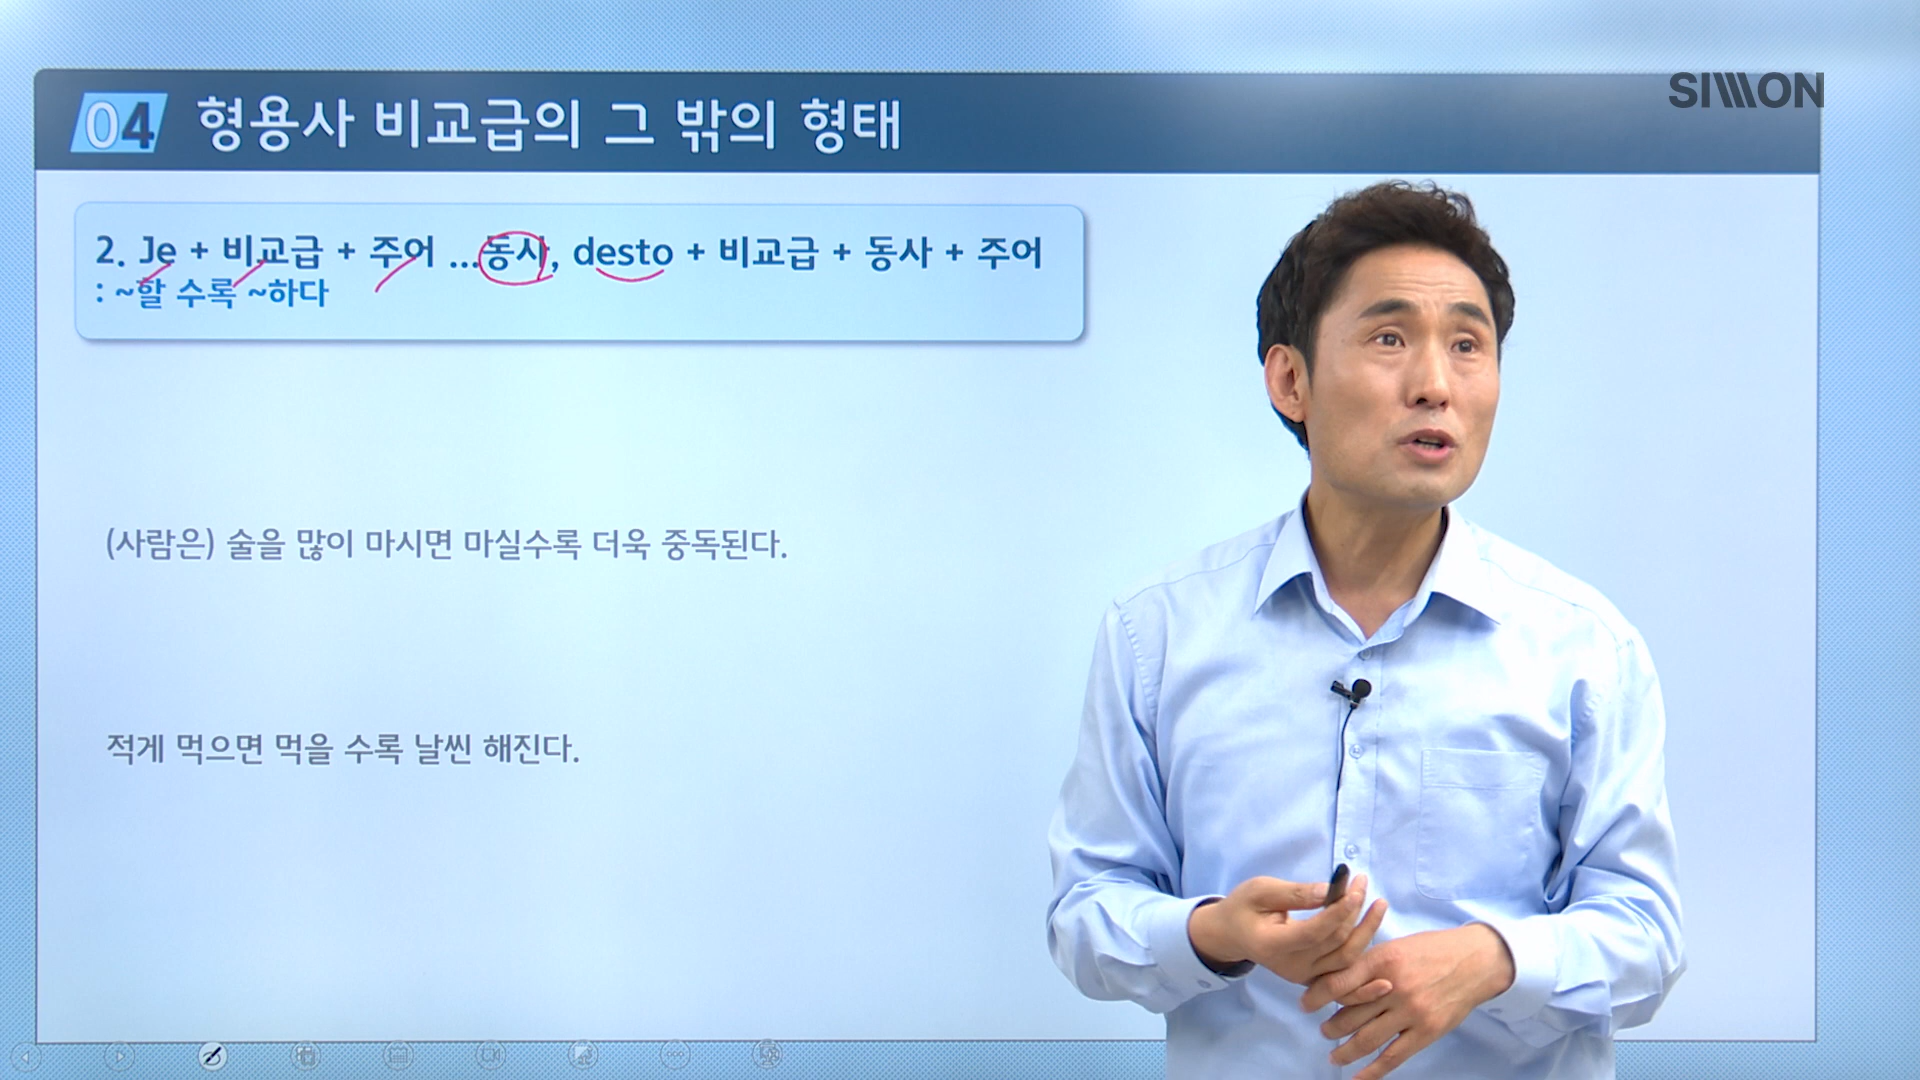 SIMON
04 형용사 비교급의 그 밖의 형태
2. Je + 비교급 + 주어 ...동사, desto + 비교급 + 동사 + 주어
: ~할 수록 ~하다
(사람은) 술을 많이 마시면 마실수록 더욱 중독된다.
적게 먹으면 먹을 수록 날씬 해진다.